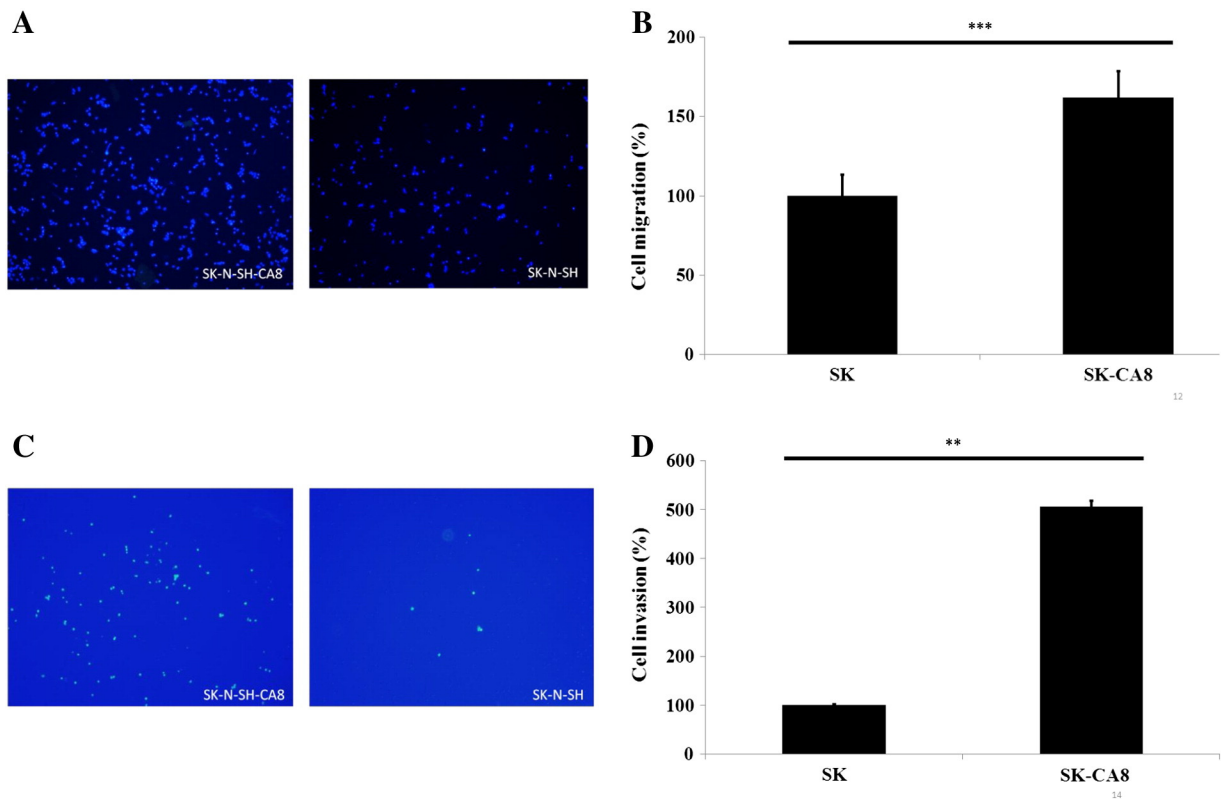 A
SK-N-SH-CA8
SK-N-SH
B
***
200
150
100
50
0
Cell migration (%)
SK
SK-CA8
12
C
SK-N-SH-CA8
SK-N-SH
D
**
600
500
400
300
200
100
0
Cell invasion (%)
SK
SK-CA8
14